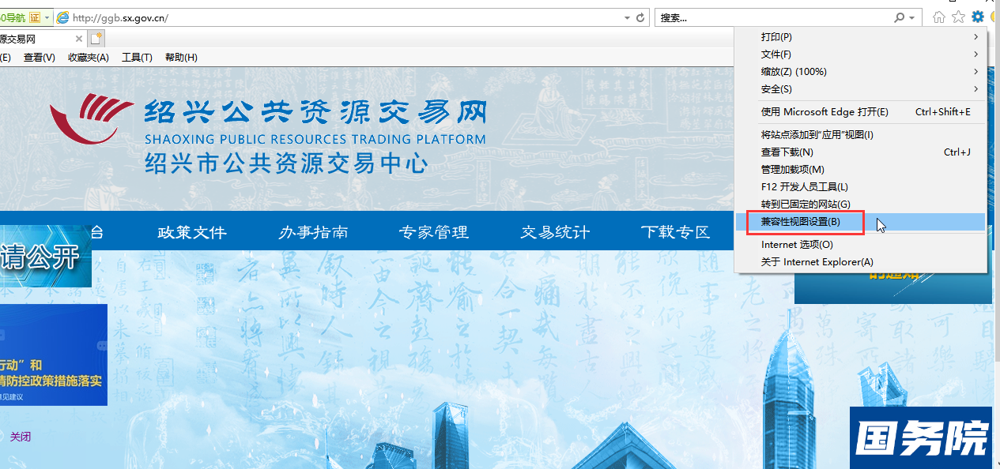 0导航 证 http://ggb.sx.gov.cn/ 搜索...
源交易网
(E) 查看(V) 收藏夹(A) 工具(T) 帮助(H)
打印(P)
文件(F)
缩放(Z) (100%)
安全(S)
使用 Microsoft Edge 打开(E) Ctrl+Shift+E
将站点添加到“应用”视图(I)
查看下载(N) Ctrl+J
管理加载项(M)
F12 开发人员工具(L)
转到已固定的网站(G)
兼容性视图设置(B)
Internet 选项(O)
关于 Internet Explorer(A)
绍兴公共资源交易网
SHAOXING PUBLIC RESOURCES TRADING PLATFORM
绍兴市公共资源交易中心
台 政策文件 办事指南 专家管理 交易统计 下载专区
请公开
的通知
行动”和
情防控政策措施落实
意见建议
关闭
国务院